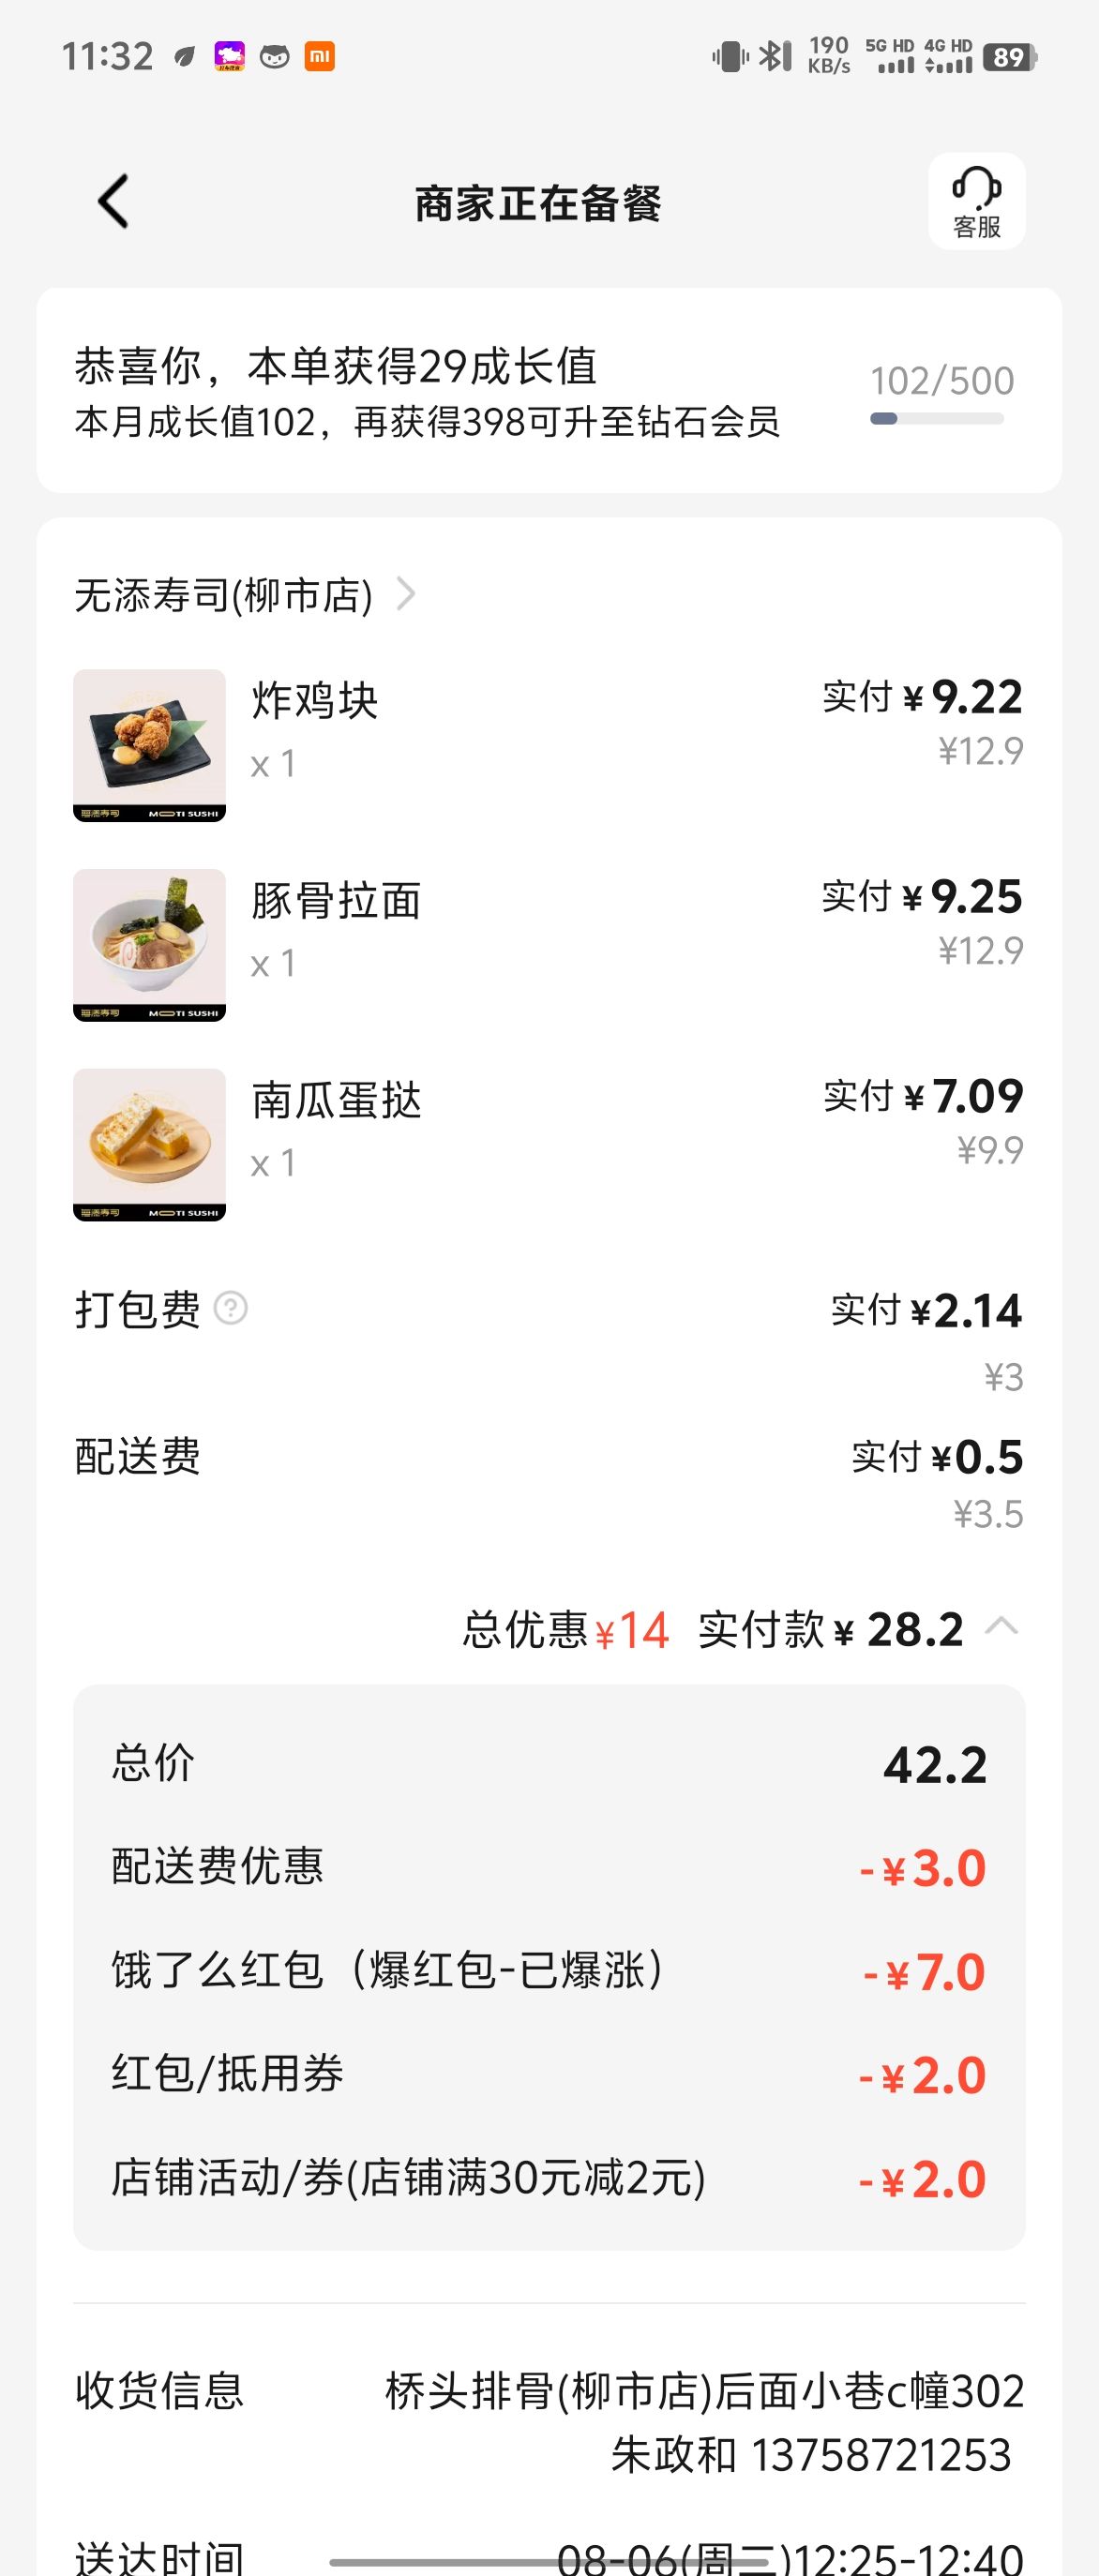 11:32
190 KB/s 5G HD 4G HD 89
商家正在备餐
客服
恭喜你，本单获得29成长值
102/500
本月成长值102，再获得398可升至钻石会员
无添寿司(柳市店)
炸鸡块
实付 ¥9.22
x 1
¥12.9
MOTI SUSHI
豚骨拉面
实付 ¥9.25
x 1
¥12.9
MOTI SUSHI
南瓜蛋挞
实付 ¥7.09
x 1
¥9.9
MOTI SUSHI
打包费
实付 ¥2.14
¥3
配送费
实付 ¥0.5
¥3.5
总优惠¥14 实付款¥ 28.2
总价
42.2
配送费优惠
-¥3.0
饿了么红包（爆红包-已爆涨）
-¥7.0
红包/抵用券
-¥2.0
店铺活动/券(店铺满30元减2元)
-¥2.0
收货信息
桥头排骨(柳市店)后面小巷c幢302
朱政和 13758721253
送达时间
08-06(周二)12:25-12:40